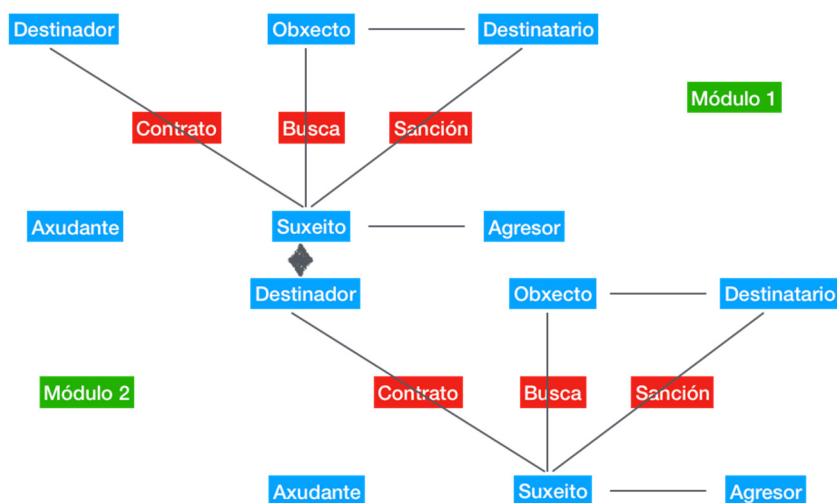 Destinador
Obxecto
Destinatario
Módulo 1
Contrato
Busca
Sanción
Axudante
Suxeito
Agresor
Destinador
Obxecto
Destinatario
Módulo 2
Contrato
Busca
Sanción
Axudante
Suxeito
Agresor